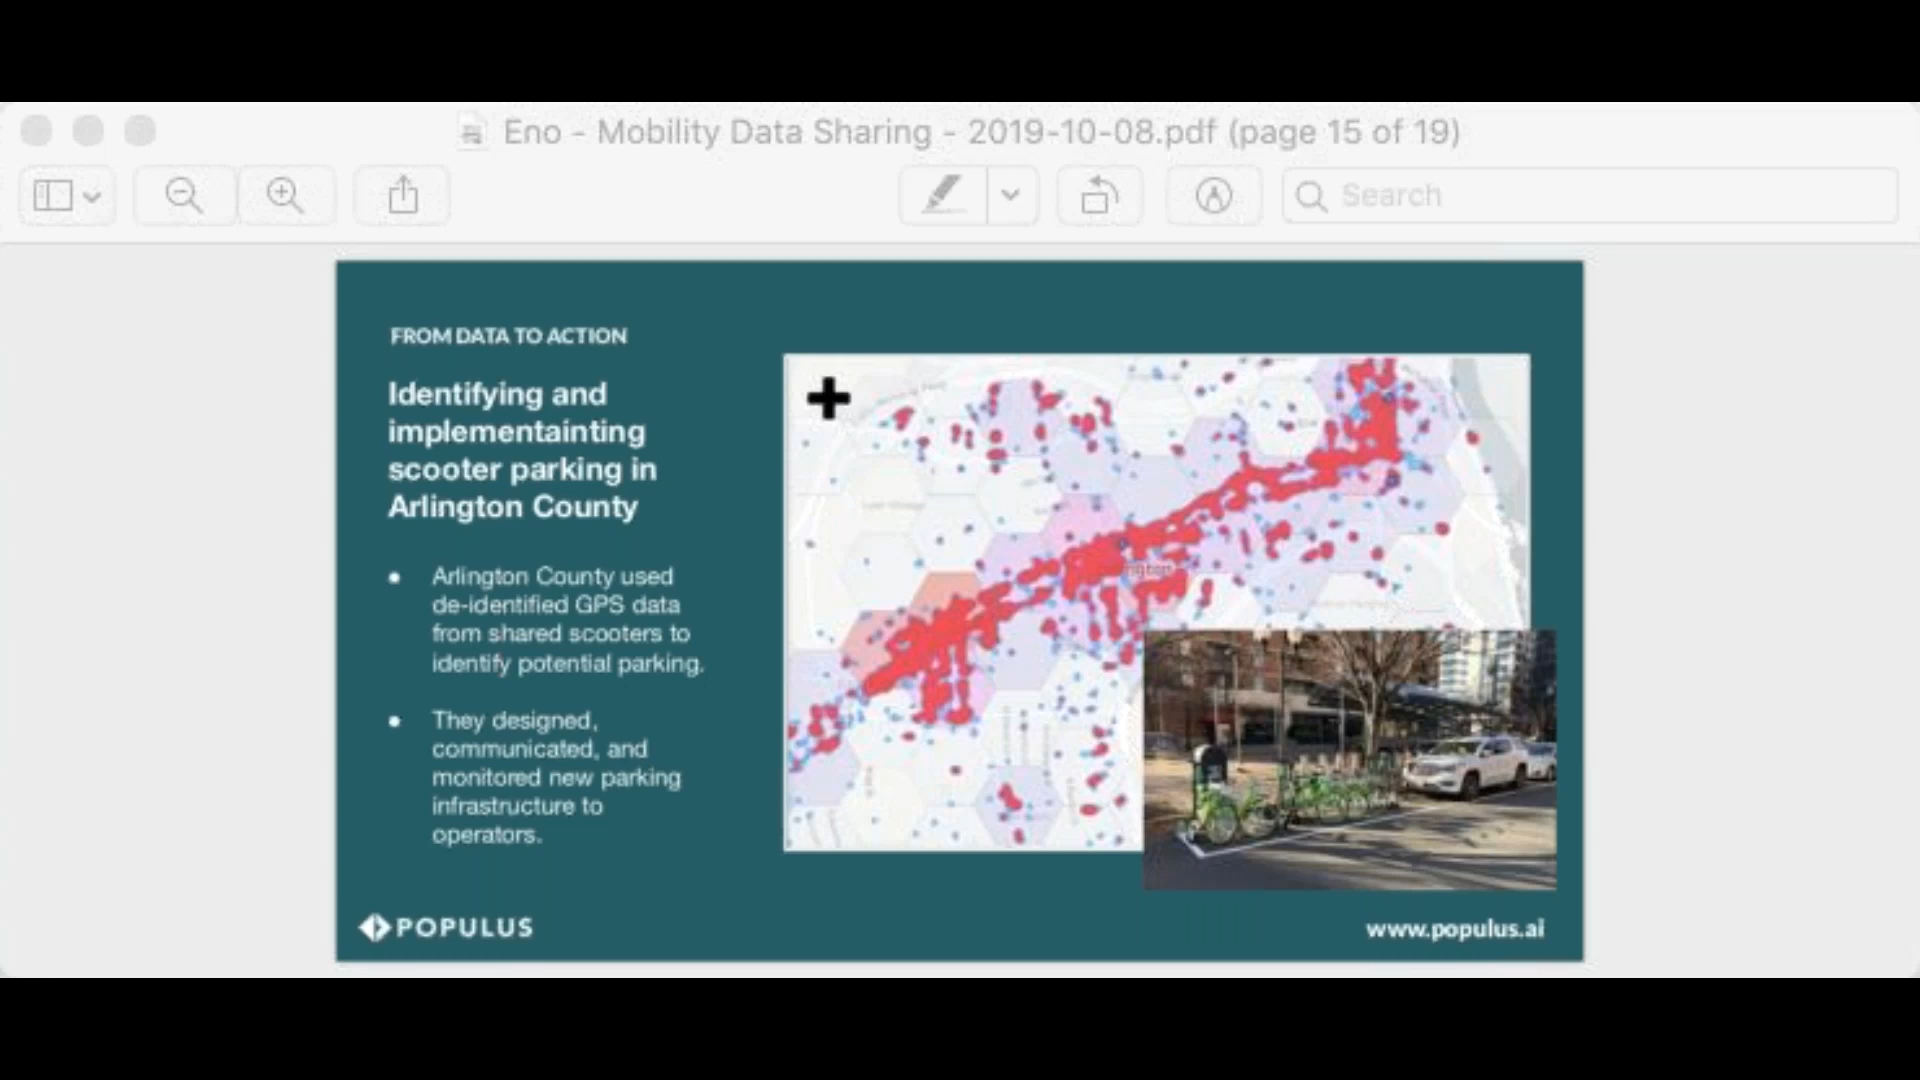 Eno - Mobility Data Sharing - 2019-10-08.pdf (page 15 of 19)
Search
FROM DATA TO ACTION
Identifying and
implementainting
scooter parking in
Arlington County
● Arlington County used
de-identified GPS data
from shared scooters to
identify potential parking.
● They designed,
communicated, and
monitored new parking
infrastructure to
operators.
POPULUS
www.populus.ai